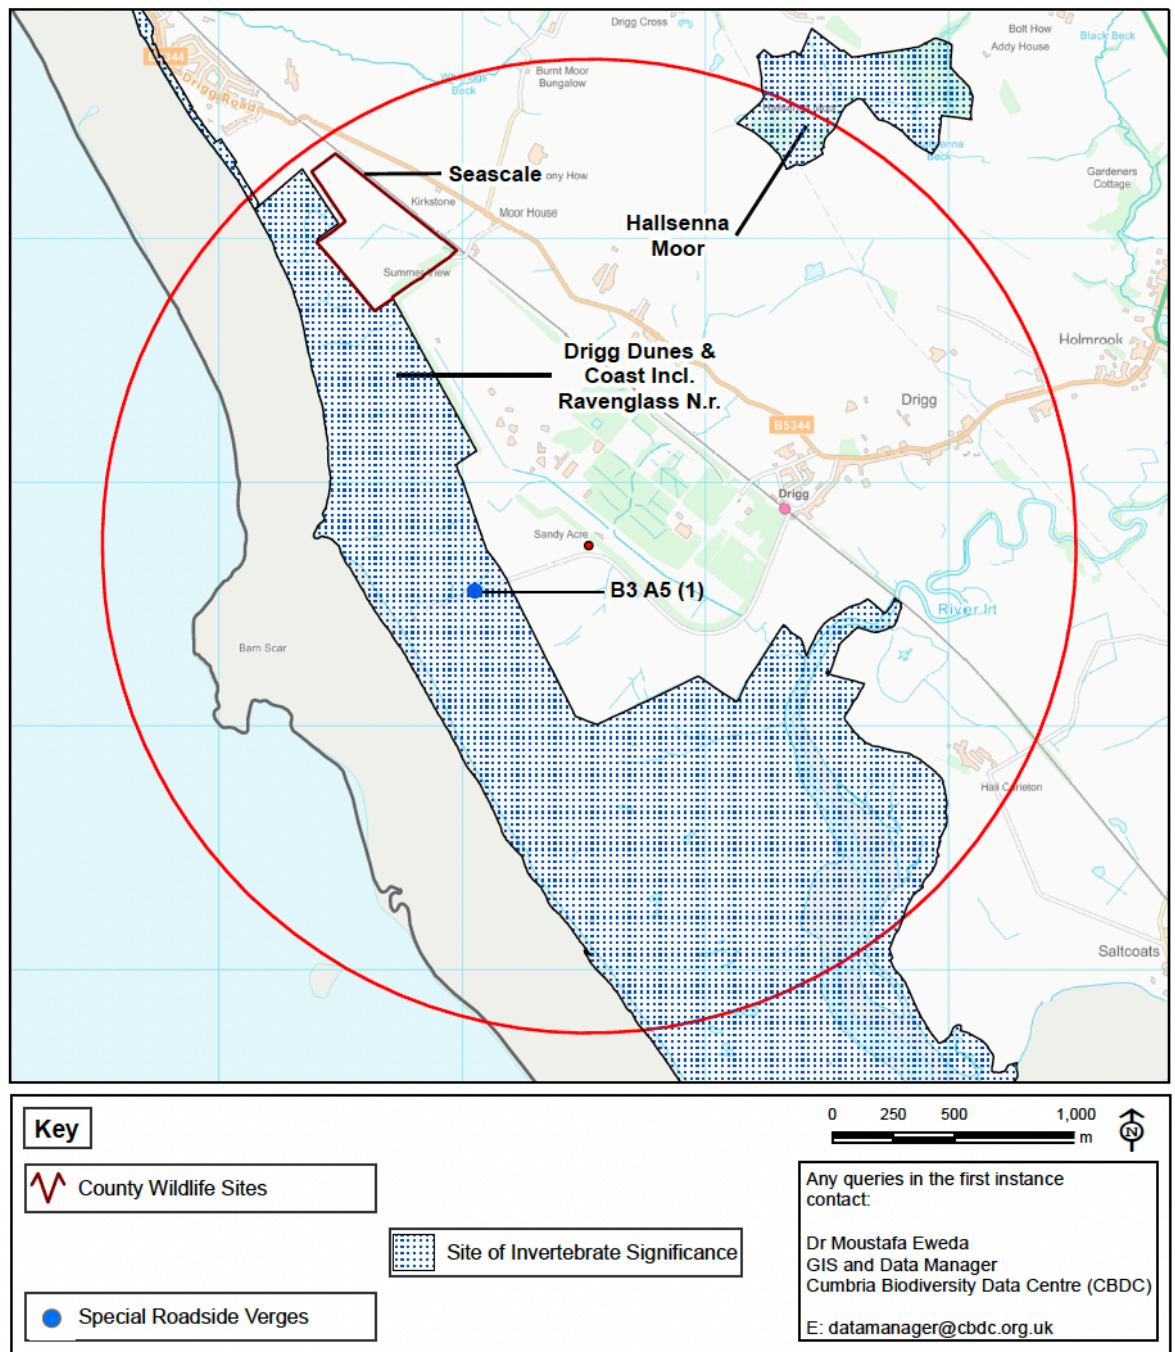 Drigg Cross
Bolt How
Addy House
Black Beck
B5344
Drigg Road
Burnt Moor
Bungalow
Beck
Beck
Gardeners
Cottage
Seascale
ony How
Kirkstone
Moor House
Hallsenna
Moor
Summer View
Holmrook
Drigg Dunes &
Coast Incl.
Ravenglass N.r.
Drigg
B5344
Drigg
Sandy Acre
B3 A5 (1)
River Irt
Barn Scar
Hall Carleton
Saltcoats
Key
County Wildlife Sites
Site of Invertebrate Significance
Special Roadside Verges
0 250 500 1,000
m
N
Any queries in the first instance
contact:
Dr Moustafa Eweda
GIS and Data Manager
Cumbria Biodiversity Data Centre (CBDC)
E: datamanager@cbdc.org.uk